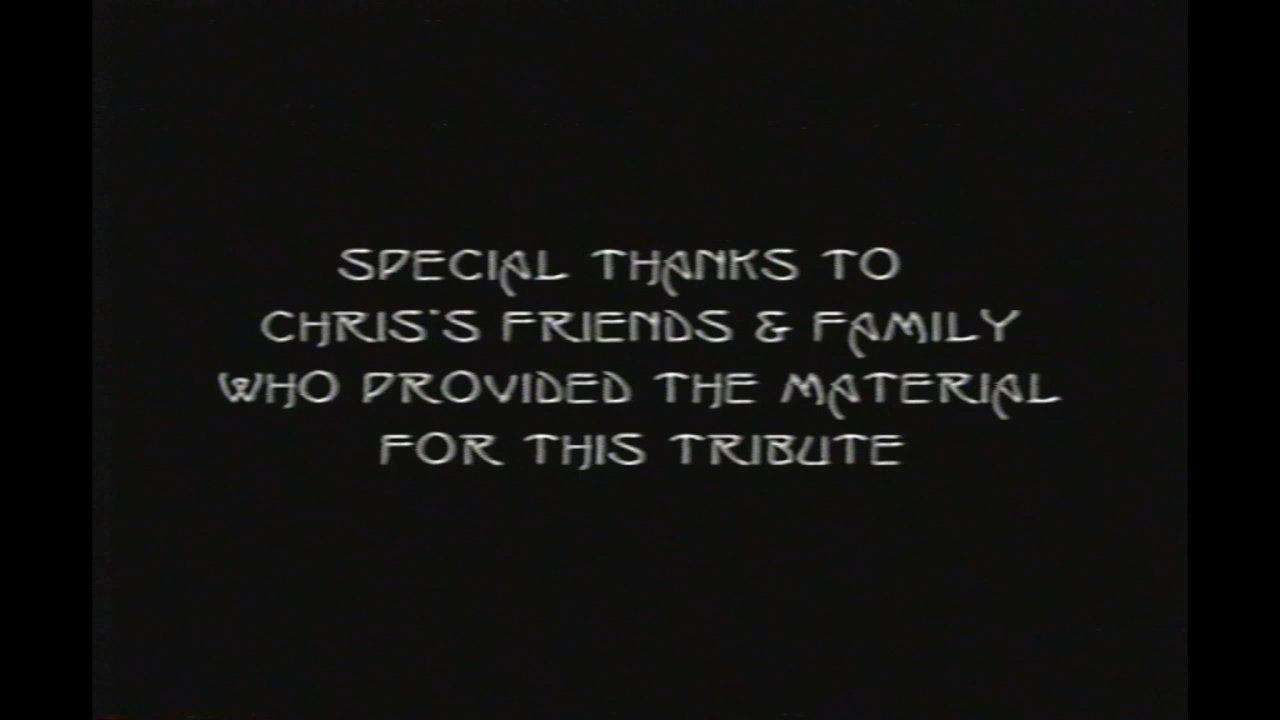 SPECIAL THANKS TO
CHRIS'S FRIENDS & FAMILY
WHO PROVIDED THE MATERIAL
FOR THIS TRIBUTE